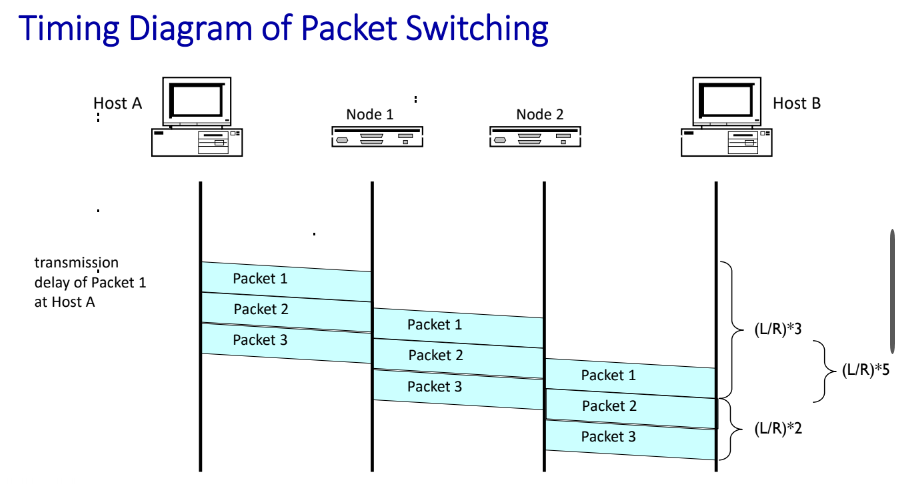 Timing Diagram of Packet Switching
Host A
Node 1
Node 2
Host B
transmission
delay of Packet 1
at Host A
Packet 1
Packet 2
Packet 3
Packet 1
Packet 2
Packet 3
Packet 1
Packet 2
Packet 3
(L/R)*3
(L/R)*5
(L/R)*2